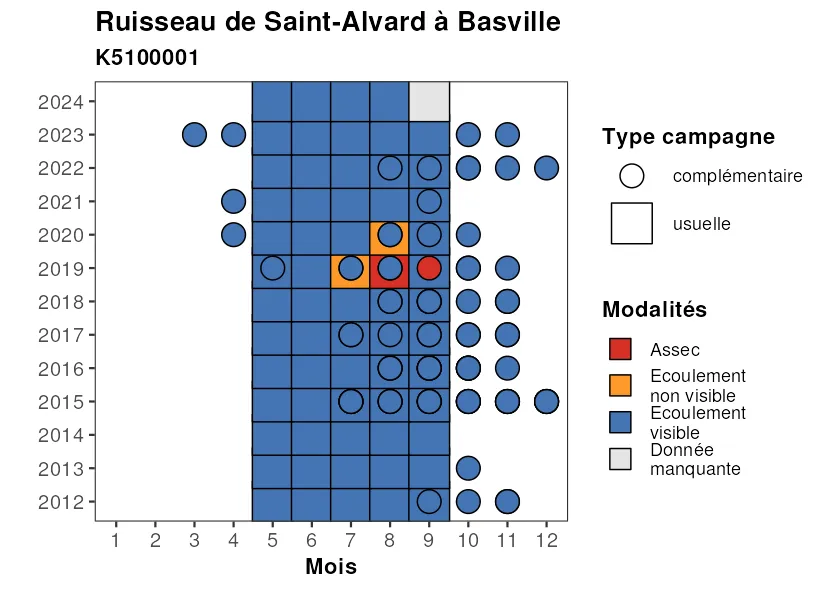 Ruisseau de Saint-Alvard à Basville
K5100001
2024
2023
2022
2021
2020
2019
2018
2017
2016
2015
2014
2013
2012
1 2 3 4 5 6 7 8 9 10 11 12
Mois
Type campagne
complémentaire
usuelle
Modalités
Assec
Ecoulement
non visible
Ecoulement
visible
Donnée
manquante